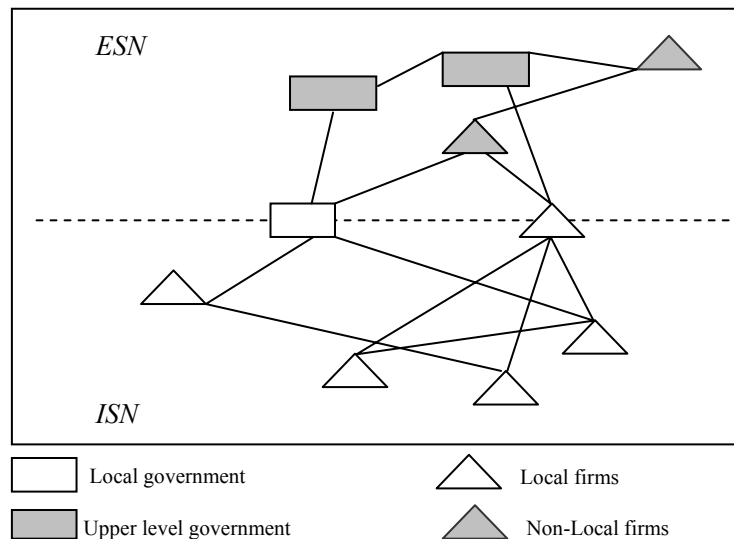 ESN
ISN
Local government
Local firms
Upper level government
Non-Local firms